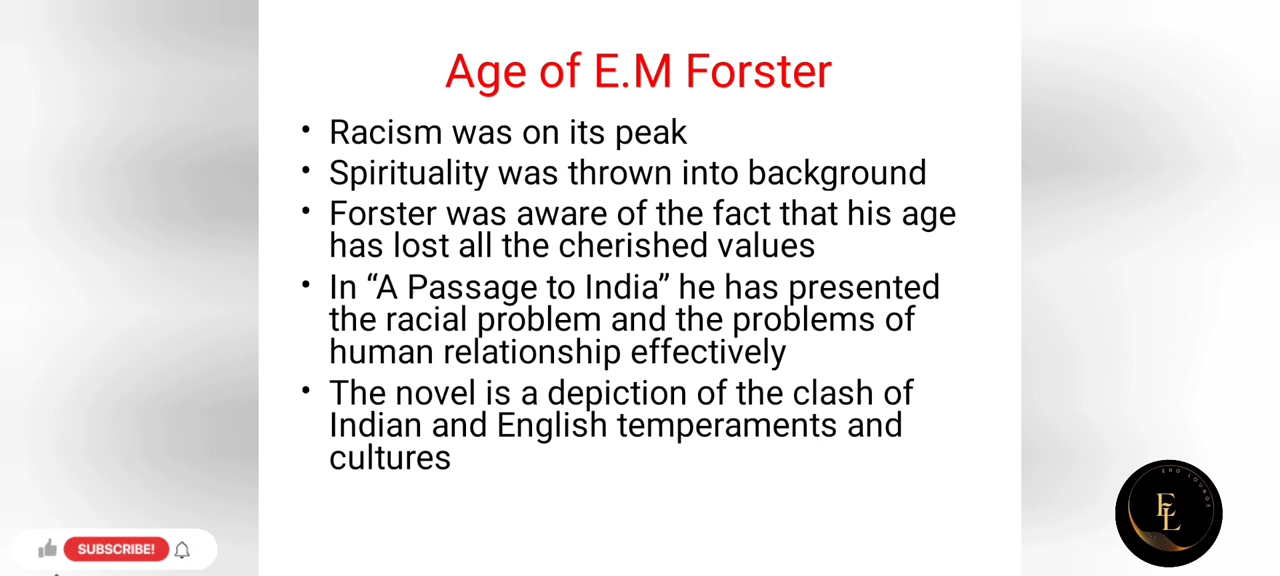 Age of E.M Forster
• Racism was on its peak
• Spirituality was thrown into background
• Forster was aware of the fact that his age
has lost all the cherished values
• In “A Passage to India” he has presented
the racial problem and the problems of
human relationship effectively
• The novel is a depiction of the clash of
Indian and English temperaments and
cultures
SUBSCRIBE!
ENG LOUNGE
EL